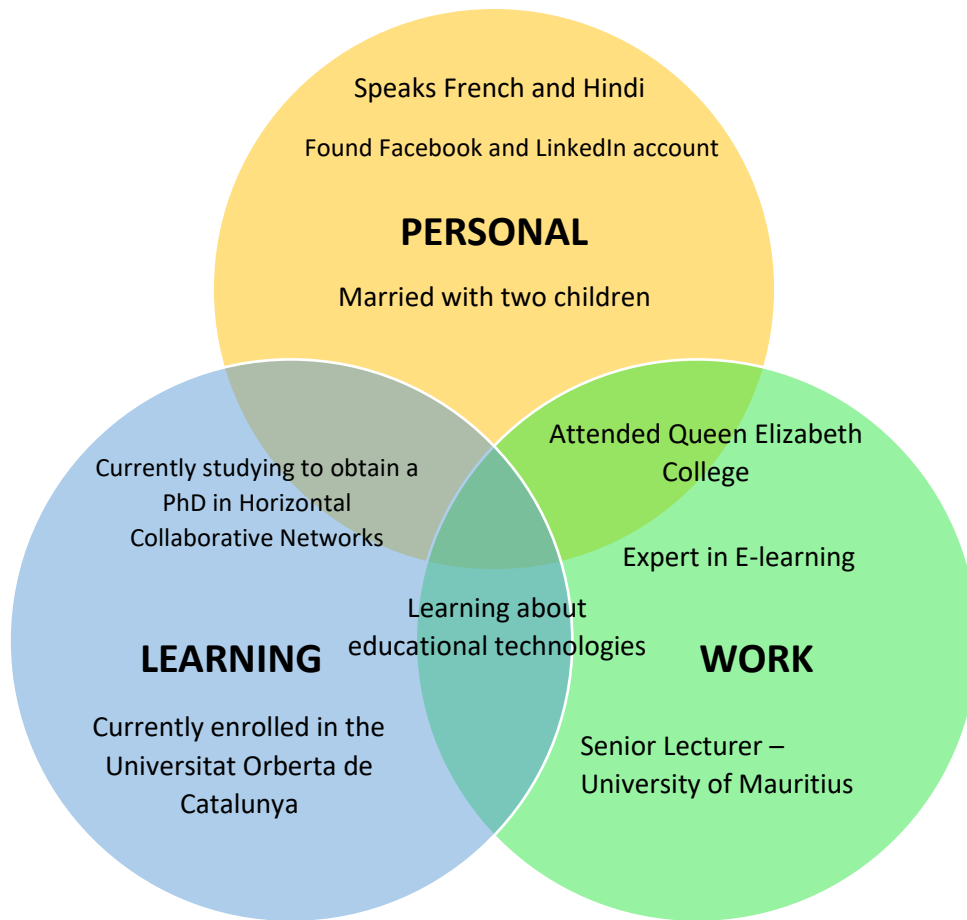 Speaks French and Hindi
Found Facebook and LinkedIn account
PERSONAL
Married with two children
Attended Queen Elizabeth
College
Currently studying to obtain a
PhD in Horizontal
Collaborative Networks
Expert in E-learning
Learning about
educational technologies
LEARNING
WORK
Currently enrolled in the
Universitat Orberta de
Catalunya
Senior Lecturer –
University of Mauritius